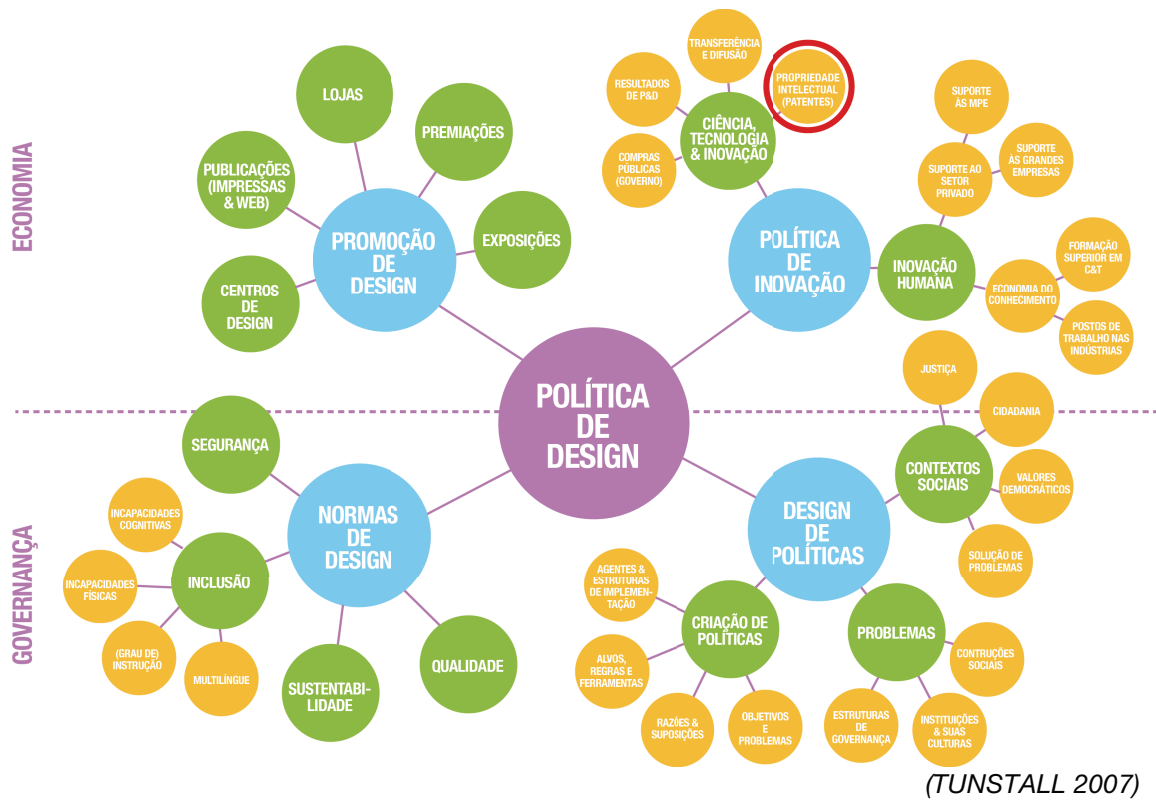 ECONOMIA
GOVERNANÇA
POLÍTICA
DE
DESIGN
PROMOÇÃO
DE
DESIGN
LOJAS
PREMIAÇÕES
PUBLICAÇÕES
(IMPRESSAS
& WEB)
EXPOSIÇÕES
CENTROS
DE
DESIGN
POLÍTICA
DE
INOVAÇÃO
CIÊNCIA,
TECNOLOGIA
& INOVAÇÃO
TRANSFERÊNCIA
E DIFUSÃO
PROPRIEDADE
INTELECTUAL
(PATENTES)
RESULTADOS
DE P&D
COMPRAS
PÚBLICAS
(GOVERNO)
INOVAÇÃO
HUMANA
SUPORTE AO
SETOR
PRIVADO
SUPORTE
ÀS MPE
SUPORTE
ÀS GRANDES
EMPRESAS
ECONOMIA DO
CONHECIMENTO
FORMAÇÃO
SUPERIOR EM
C&T
POSTOS DE
TRABALHO NAS
INDÚSTRIAS
NORMAS
DE
DESIGN
SEGURANÇA
INCLUSÃO
INCAPACIDADES
COGNITIVAS
INCAPACIDADES
FÍSICAS
(GRAU DE)
INSTRUÇÃO
MULTILÍNGUE
SUSTENTABI-
LIDADE
QUALIDADE
DESIGN
DE
POLÍTICAS
CONTEXTOS
SOCIAIS
JUSTIÇA
CIDADANIA
VALORES
DEMOCRÁTICOS
SOLUÇÃO DE
PROBLEMAS
CRIAÇÃO DE
POLÍTICAS
AGENTES &
ESTRUTURAS
DE IMPLEMEN-
TAÇÃO
ALVOS,
REGRAS E
FERRAMENTAS
RAZÕES &
SUPOSIÇÕES
OBJETIVOS
E
PROBLEMAS
PROBLEMAS
CONTRUÇÕES
SOCIAIS
ESTRUTURAS
DE
GOVERNANÇA
INSTITUIÇÕES
& SUAS
CULTURAS
(TUNSTALL 2007)